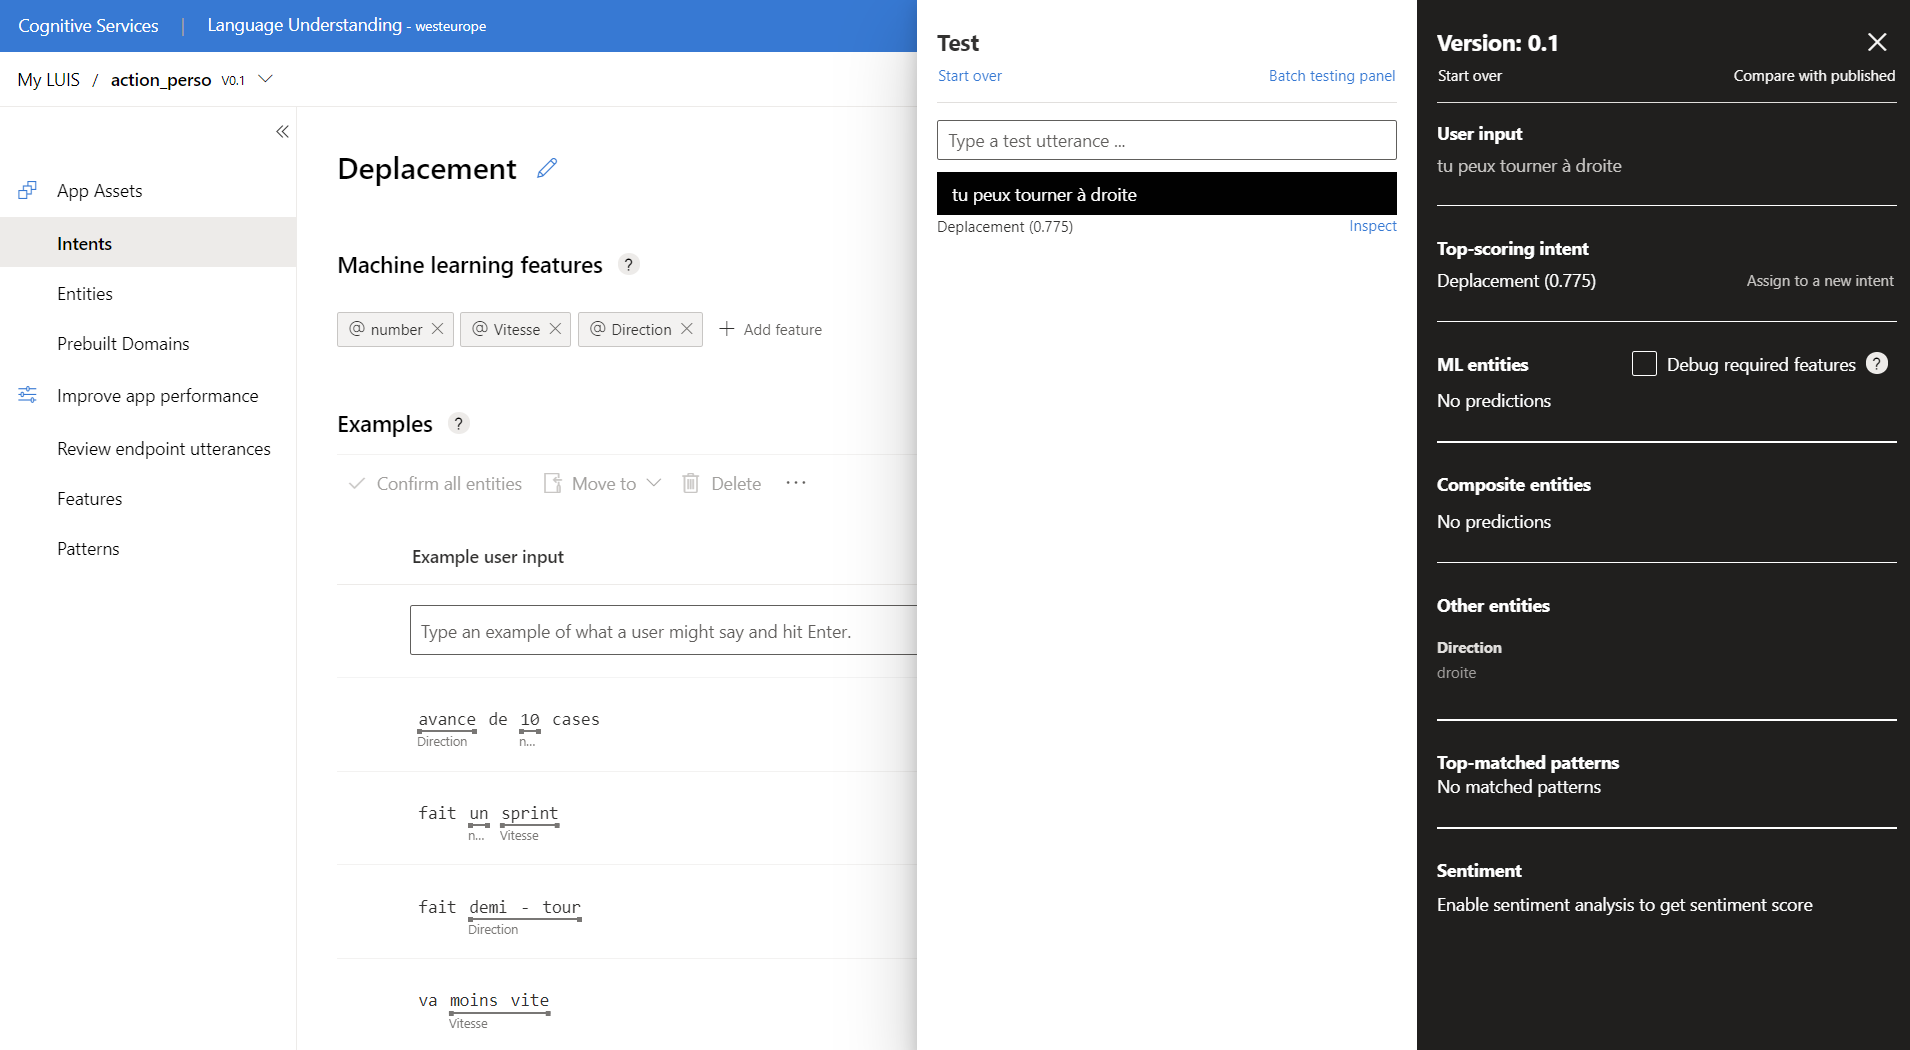 Cognitive Services | Language Understanding - westeurope
My LUIS / action_perso V0.1
App Assets
Intents
Entities
Prebuilt Domains
Improve app performance
Review endpoint utterances
Features
Patterns
Deplacement
Machine learning features ?
@ number
@ Vitesse
@ Direction
+ Add feature
Examples ?
Confirm all entities
Move to
Delete
...
Example user input
Type an example of what a user might say and hit Enter.
avance de 10 cases
Direction n...
fait un sprint
n... Vitesse
fait demi - tour
Direction
va moins vite
Vitesse
Test
Start over
Batch testing panel
Type a test utterance ...
tu peux tourner à droite
Deplacement (0.775)
Inspect
Version: 0.1
Start over
Compare with published
User input
tu peux tourner à droite
Top-scoring intent
Deplacement (0.775)
Assign to a new intent
ML entities
Debug required features ?
No predictions
Composite entities
No predictions
Other entities
Direction
droite
Top-matched patterns
No matched patterns
Sentiment
Enable sentiment analysis to get sentiment score